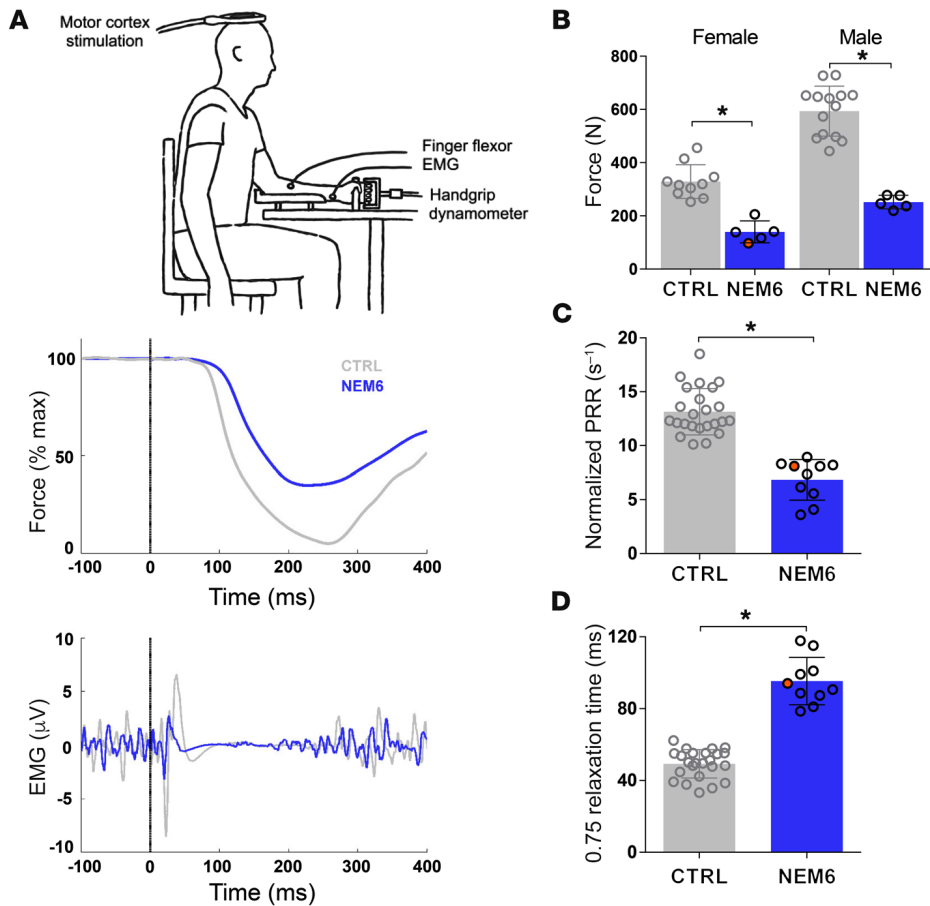 A
Motor cortex
stimulation
Finger flexor
EMG
Handgrip
dynamometer
Force (% max)
100
50
0
CTRL
NEM6
-100 0 100 200 300 400
Time (ms)
EMG (μV)
10
5
0
-5
-10
-100 0 100 200 300 400
Time (ms)
B
Female Male
Force (N)
800
600
400
200
0
* *
CTRL NEM6 CTRL NEM6
C
Normalized PRR (s⁻¹)
20
15
10
5
0
*
CTRL NEM6
D
0.75 relaxation time (ms)
120
80
40
0
*
CTRL NEM6